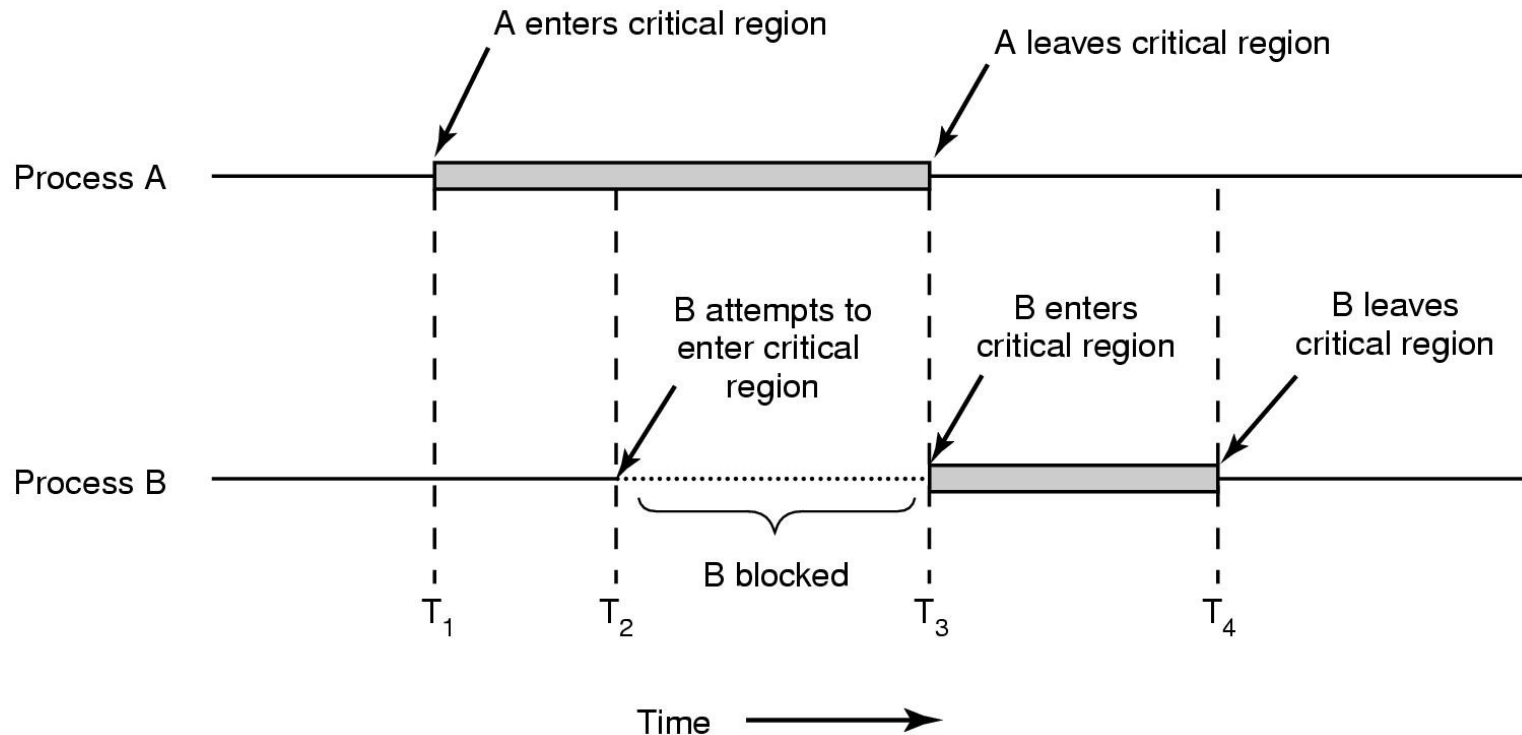 A enters critical region
A leaves critical region
Process A
B attempts to
enter critical
region
B enters
critical region
B leaves
critical region
Process B
B blocked
T1
T2
T3
T4
Time